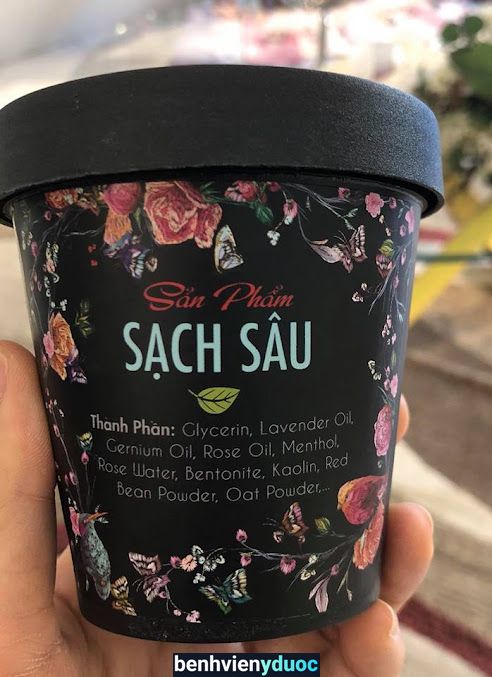 Sản Phẩm
SẠCH SÂU
Thành Phần: Glycerin, Lavender Oil,
Gernium Oil, Rose Oil, Menthol,
Rose Water, Bentonite, Kaolin, Red
Bean Powder, Oat Powder,...
benhvienyduoc